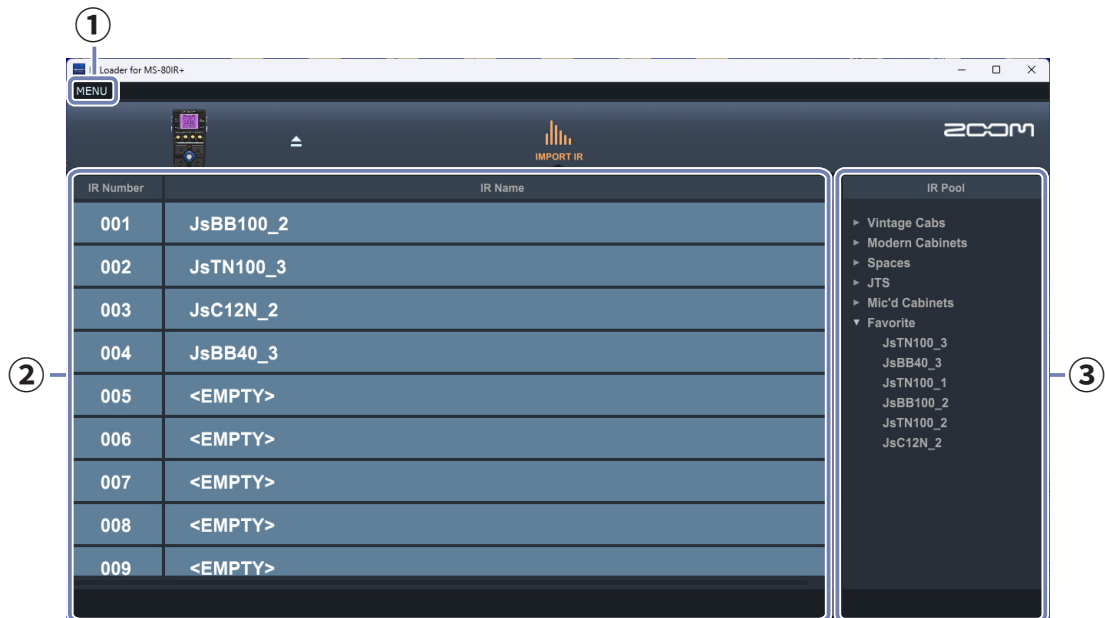 ①
Loader for MS-80IR+
MENU
ZOOM
IMPORT IR
IR Number IR Name
001 JsBB100_2
002 JsTN100_3
003 JsC12N_2
004 JsBB40_3
005 <EMPTY>
006 <EMPTY>
007 <EMPTY>
008 <EMPTY>
009 <EMPTY>
②
IR Pool
Vintage Cabs
Modern Cabinets
Spaces
JTS
Mic'd Cabinets
Favorite
JsTN100_3
JsBB40_3
JsTN100_1
JsBB100_2
JsTN100_2
JsC12N_2
③